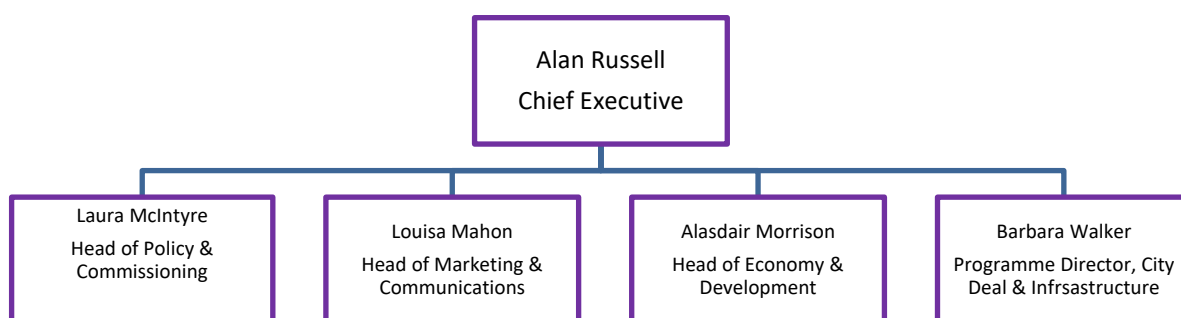 Alan Russell
Chief Executive
Laura McIntyre
Head of Policy &
Commissioning
Louisa Mahon
Head of Marketing &
Communications
Alasdair Morrison
Head of Economy &
Development
Barbara Walker
Programme Director, City
Deal & Infrsastructure